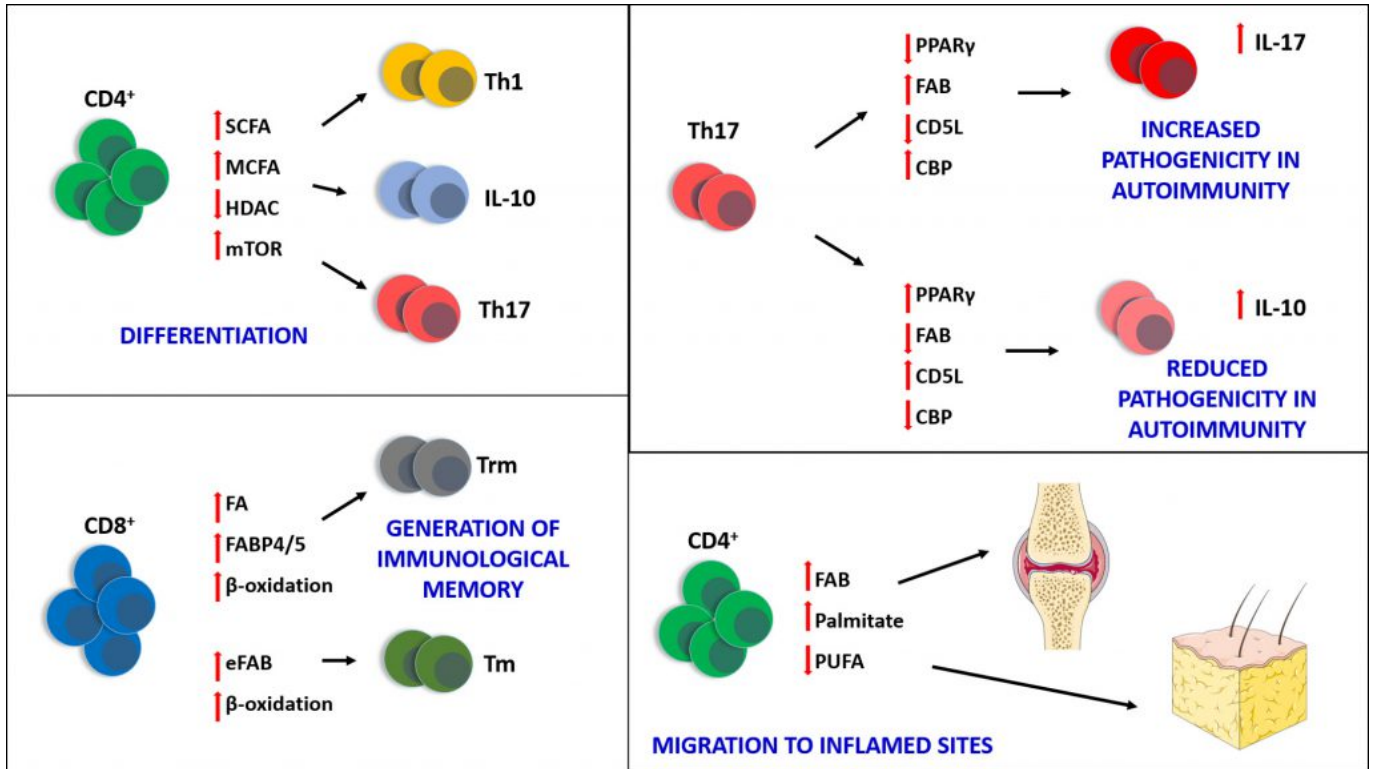 CD4+
SCFA
MCFA
HDAC
mTOR
Th1
IL-10
Th17
DIFFERENTIATION
Th17
PPARγ
FAB
CD5L
CBP
IL-17
INCREASED
PATHOGENICITY IN
AUTOIMMUNITY
PPARγ
FAB
CD5L
CBP
IL-10
REDUCED
PATHOGENICITY IN
AUTOIMMUNITY
CD8+
FA
FABP4/5
β-oxidation
Trm
GENERATION OF
IMMUNOLOGICAL
MEMORY
eFAB
β-oxidation
Tm
CD4+
FAB
Palmitate
PUFA
MIGRATION TO INFLAMED SITES